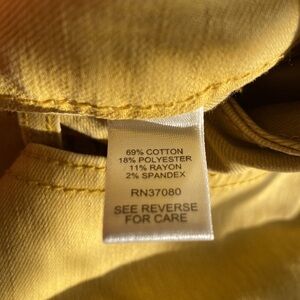 69% COTTON
18% POLYESTER
11% RAYON
2% SPANDEX
RN37080
SEE REVERSE
FOR CARE